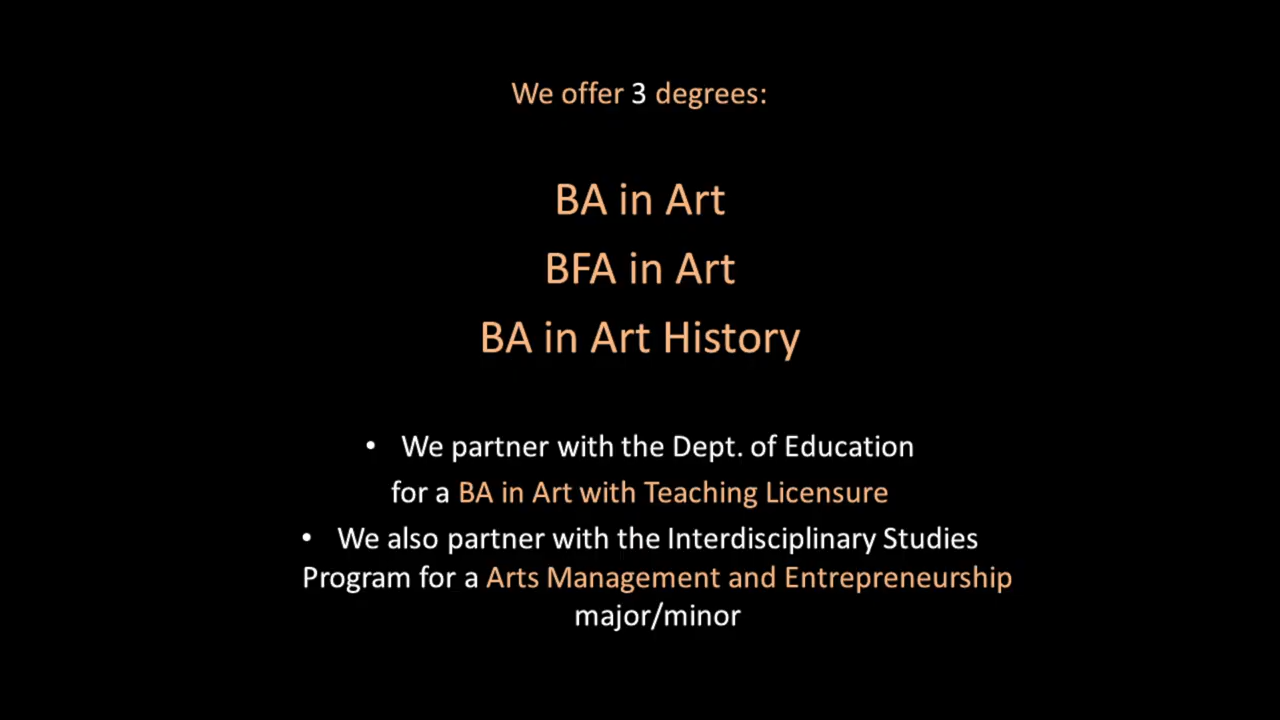 We offer 3 degrees:
BA in Art
BFA in Art
BA in Art History
• We partner with the Dept. of Education
for a BA in Art with Teaching Licensure
• We also partner with the Interdisciplinary Studies
Program for a Arts Management and Entrepreneurship
major/minor